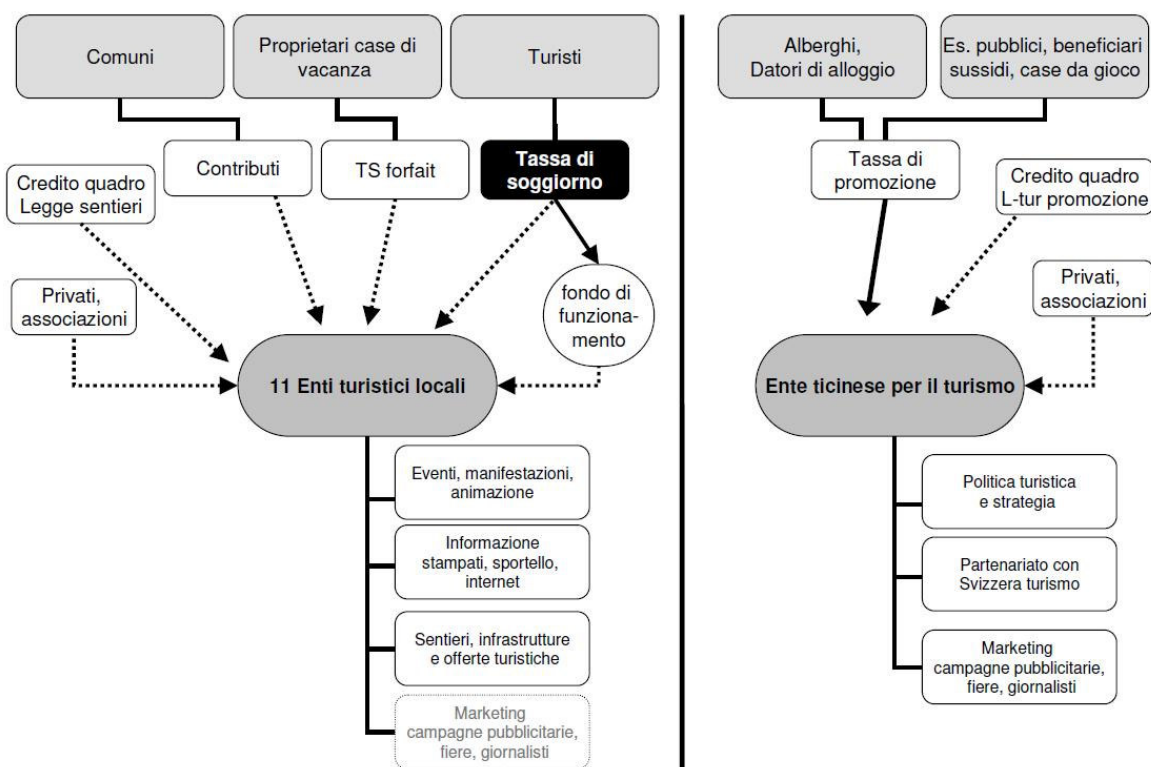 Comuni
Proprietari case di
vacanza
Turisti
Alberghi,
Datori di alloggio
Es. pubblici, beneficiari
sussidi, case da gioco
Contributi
TS forfait
Tassa di
soggiorno
Credito quadro
Legge sentieri
Privati,
associazioni
fondo di
funziona-
mento
11 Enti turistici locali
Eventi, manifestazioni,
animazione
Informazione
stampati, sportello,
internet
Sentieri, infrastrutture
e offerte turistiche
Marketing
campagne pubblicitarie,
fiere, giornalisti
Tassa di
promozione
Credito quadro
L-tur promozione
Privati,
associazioni
Ente ticinese per il turismo
Politica turistica
e strategia
Partenariato con
Svizzera turismo
Marketing
campagne pubblicitarie,
fiere, giornalisti